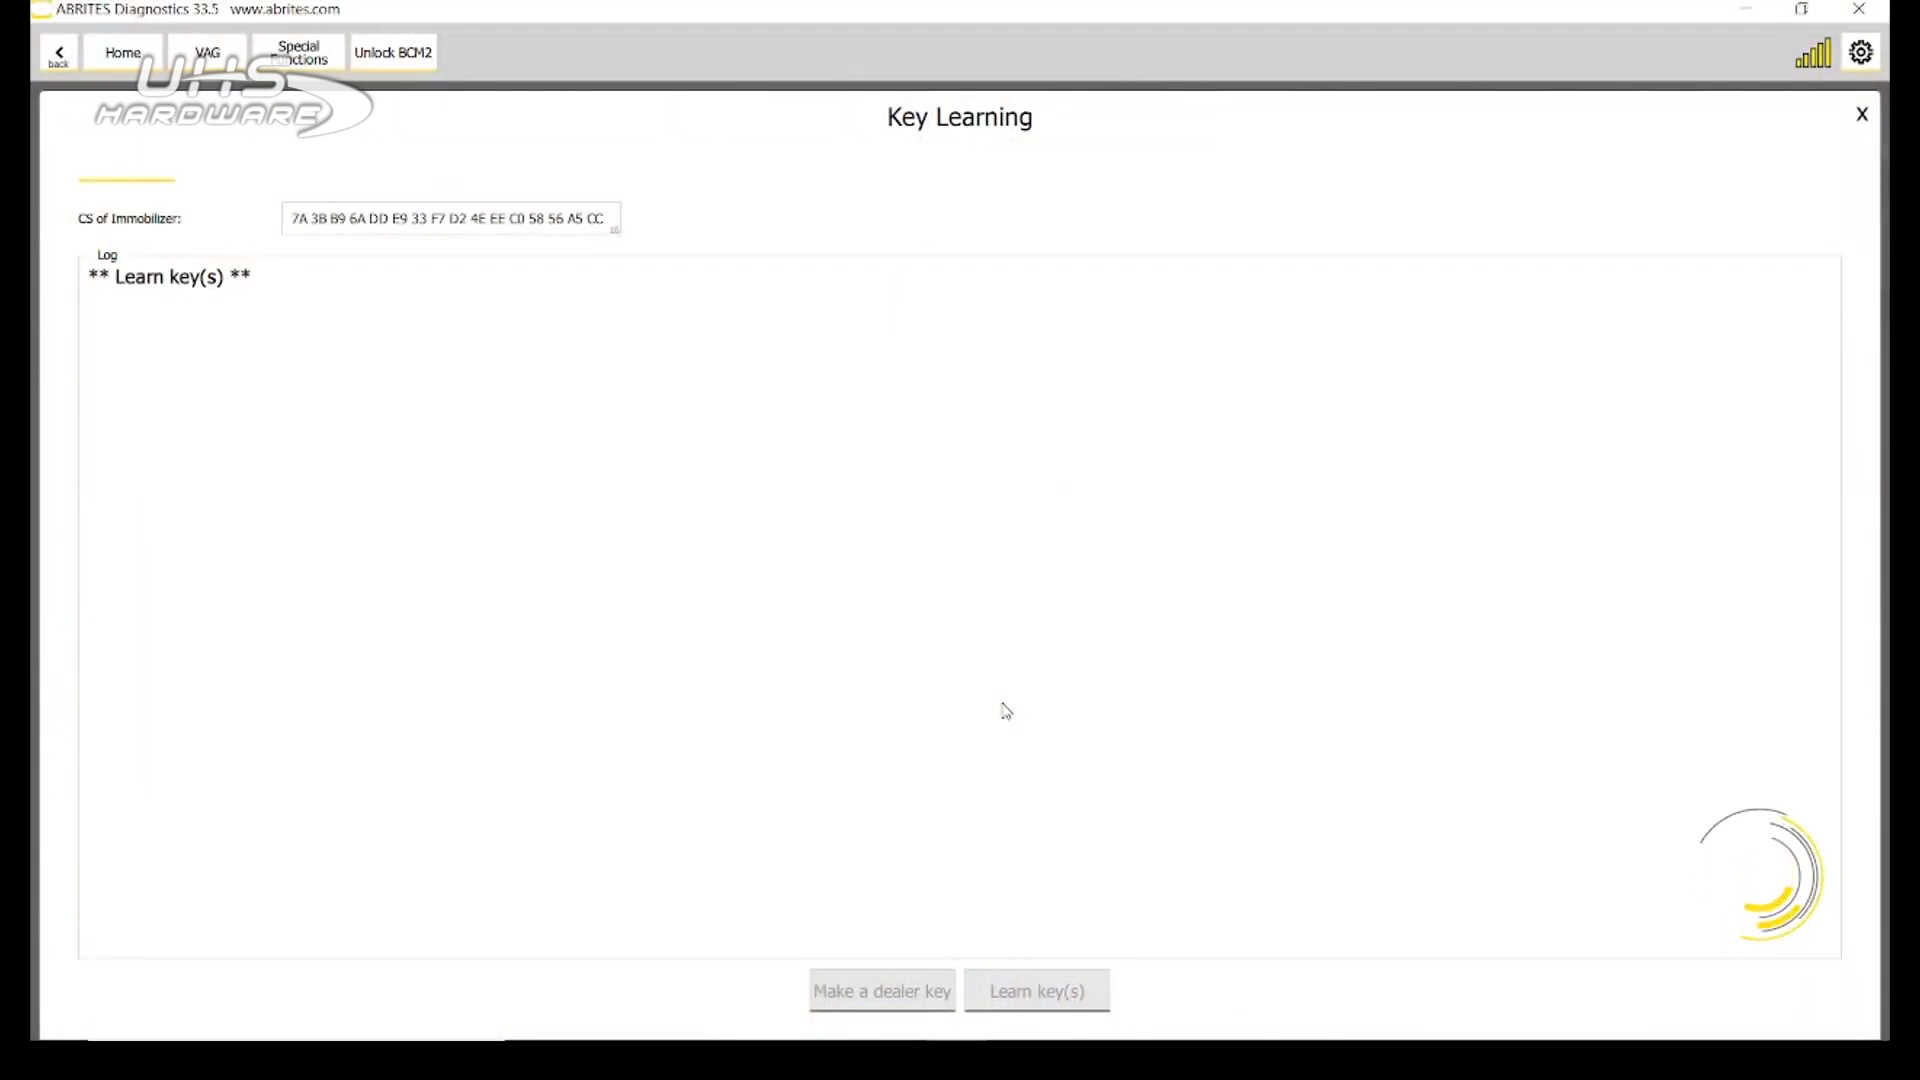 ABRITES Diagnostics 33.5 www.abrites.com
back
Home
VAG
Special
Functions
Unlock BCM2
UHS
HARDWARE
Key Learning
X
CS of Immobilizer:
7A 3B B9 6A DD E9 33 F7 D2 4E EE C0 58 56 A5 CC
16
Log
** Learn key(s) **
Make a dealer key
Learn key(s)